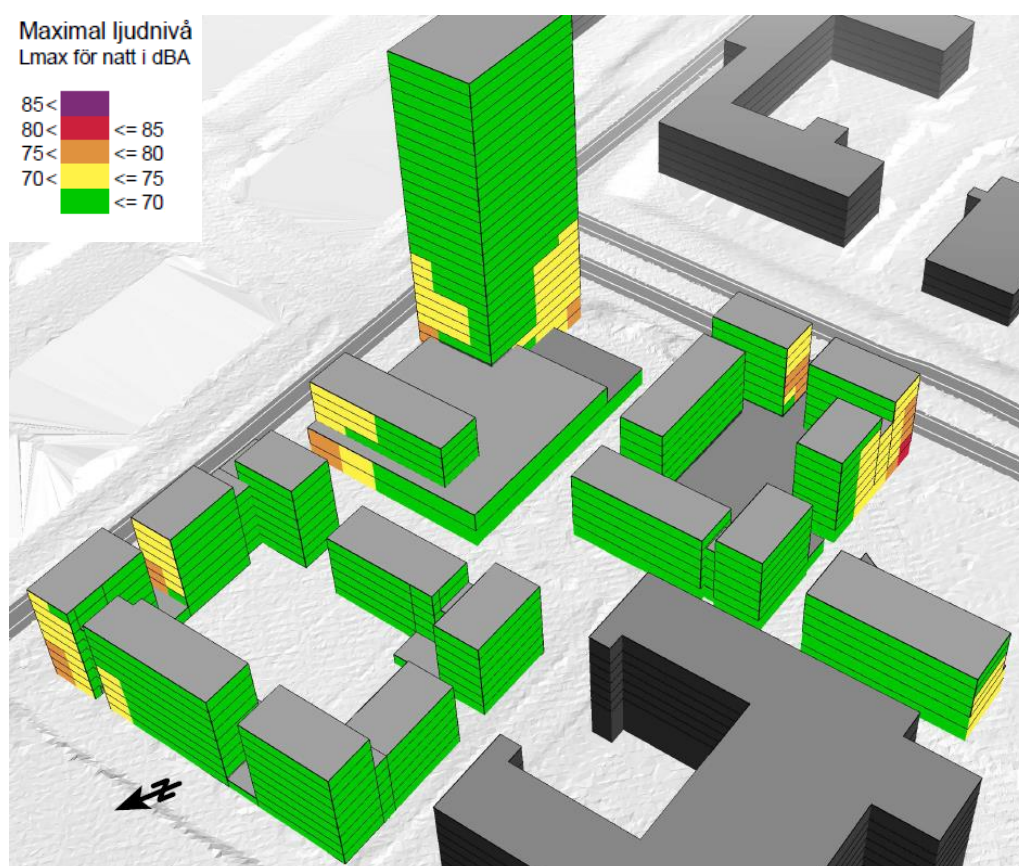 Maximal ljudnivå
Lmax för natt i dBA
85<
80< <= 85
75< <= 80
70< <= 75
<= 70
N